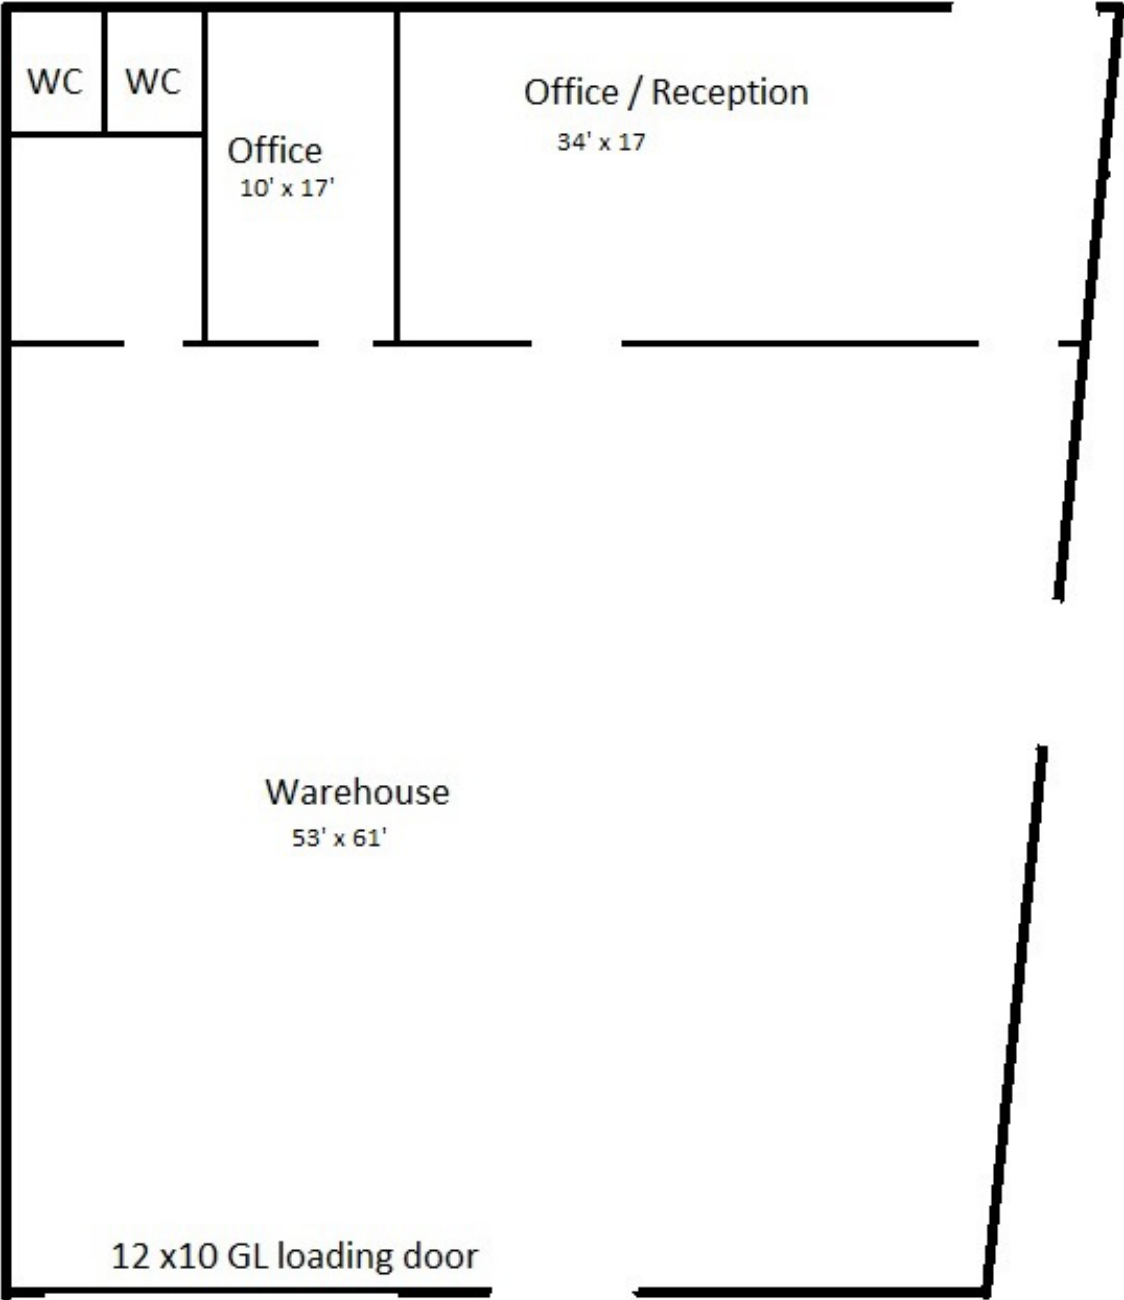 WC
WC
Office
10' x 17'
Office / Reception
34' x 17
Warehouse
53' x 61'
12 x10 GL loading door